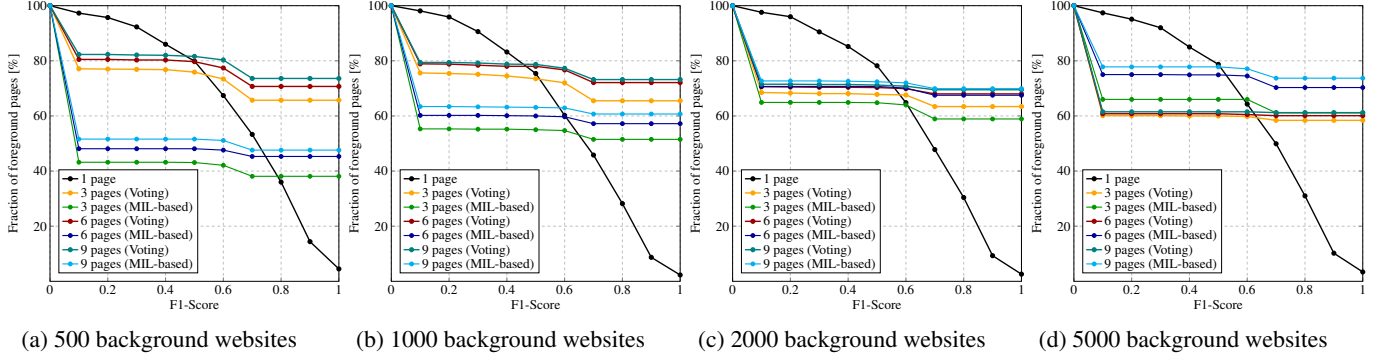 Fraction of foreground pages [%]
100
80
60
40
20
1 page
3 pages (Voting)
3 pages (MIL-based)
6 pages (Voting)
6 pages (MIL-based)
9 pages (Voting)
9 pages (MIL-based)
0 0.2 0.4 0.6 0.8 1
F1-Score
(a) 500 background websites
Fraction of foreground pages [%]
100
80
60
40
20
1 page
3 pages (Voting)
3 pages (MIL-based)
6 pages (Voting)
6 pages (MIL-based)
9 pages (Voting)
9 pages (MIL-based)
0 0.2 0.4 0.6 0.8 1
F1-Score
(b) 1000 background websites
Fraction of foreground pages [%]
100
80
60
40
20
1 page
3 pages (Voting)
3 pages (MIL-based)
6 pages (Voting)
6 pages (MIL-based)
9 pages (Voting)
9 pages (MIL-based)
0 0.2 0.4 0.6 0.8 1
F1-Score
(c) 2000 background websites
Fraction of foreground pages [%]
100
80
60
40
20
1 page
3 pages (Voting)
3 pages (MIL-based)
6 pages (Voting)
6 pages (MIL-based)
9 pages (Voting)
9 pages (MIL-based)
0 0.2 0.4 0.6 0.8 1
F1-Score
(d) 5000 background websites